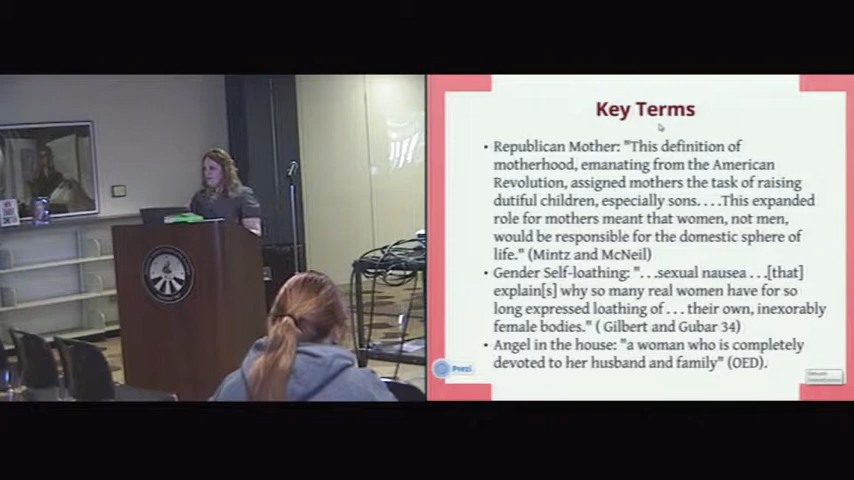 Key Terms
• Republican Mother: "This definition of
motherhood, emanating from the American
Revolution, assigned mothers the task of raising
dutiful children, especially sons. . . .This expanded
role for mothers meant that women, not men,
would be responsible for the domestic sphere of
life." (Mintz and McNeil)
• Gender Self-loathing: ". . .sexual nausea . . .[that]
explain[s] why so many real women have for so
long expressed loathing of . . . their own, inexorably
female bodies." ( Gilbert and Gubar 34)
• Angel in the house: "a woman who is completely
devoted to her husband and family" (OED).
Prezi